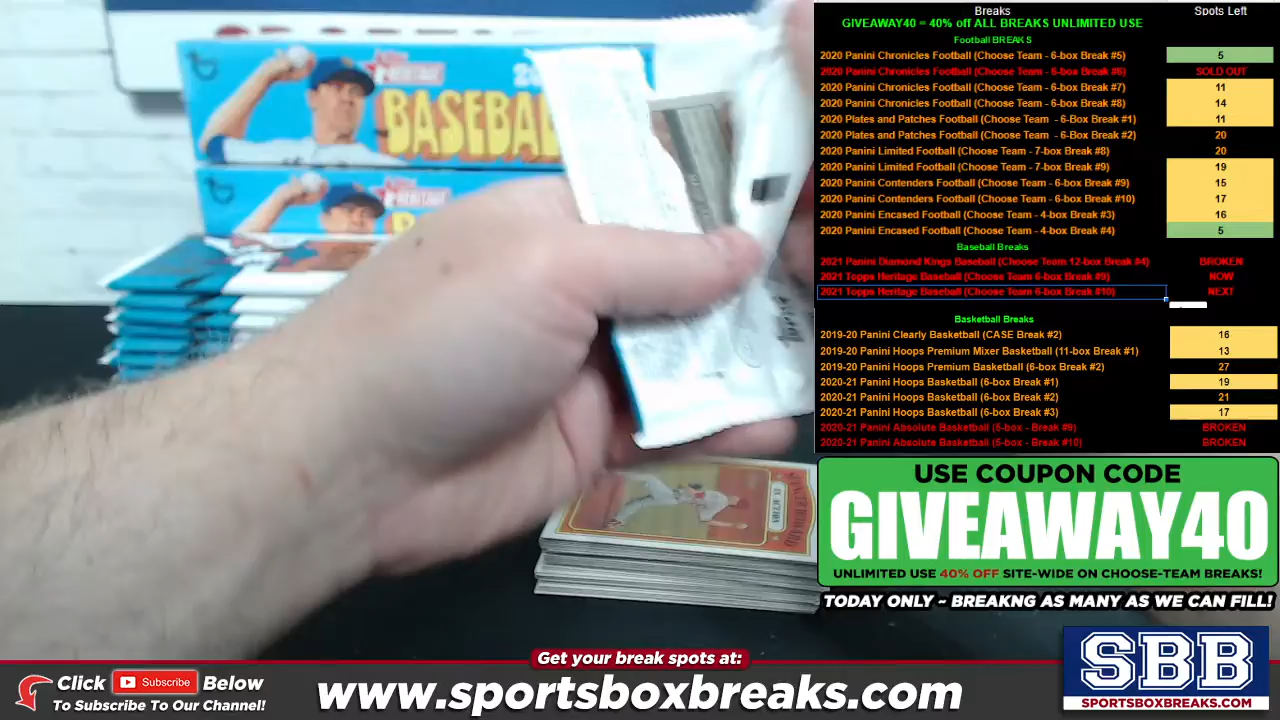 Breaks Spots Left
GIVEAWAY40 = 40% off ALL BREAKS UNLIMITED USE
Football BREAKS
2020 Panini Chronicles Football (Choose Team - 6-box Break #5) 5
2020 Panini Chronicles Football (Choose Team - 6-box Break #6) SOLD OUT
2020 Panini Chronicles Football (Choose Team - 6-box Break #7) 11
2020 Panini Chronicles Football (Choose Team - 6-box Break #8) 14
2020 Plates and Patches Football (Choose Team - 6-Box Break #1) 11
2020 Plates and Patches Football (Choose Team - 6-Box Break #2) 20
2020 Panini Limited Football (Choose Team - 7-box Break #8) 20
2020 Panini Limited Football (Choose Team - 7-box Break #9) 19
2020 Panini Contenders Football (Choose Team - 6-box Break #9) 15
2020 Panini Contenders Football (Choose Team - 6-box Break #10) 17
2020 Panini Encased Football (Choose Team - 4-box Break #3) 16
2020 Panini Encased Football (Choose Team - 4-box Break #4) 5
Baseball Breaks
2021 Panini Diamond Kings Baseball (Choose Team 12-box Break #4) BROKEN
2021 Topps Heritage Baseball (Choose Team 6-box Break #9) NOW
2021 Topps Heritage Baseball (Choose Team 6-box Break #10) NEXT
Basketball Breaks
2019-20 Panini Clearly Basketball (CASE Break #2) 16
2019-20 Panini Hoops Premium Mixer Basketball (11-box Break #1) 13
2019-20 Panini Hoops Premium Basketball (6-box Break #2) 27
2020-21 Panini Hoops Basketball (6-box Break #1) 19
2020-21 Panini Hoops Basketball (6-box Break #2) 21
2020-21 Panini Hoops Basketball (6-box Break #3) 17
2020-21 Panini Absolute Basketball (5-box - Break #9) BROKEN
2020-21 Panini Absolute Basketball (5-box - Break #10) BROKEN
BASEBALL
USE COUPON CODE
GIVEAWAY40
UNLIMITED USE 40% OFF SITE-WIDE ON CHOOSE-TEAM BREAKS!
TODAY ONLY ~ BREAKNG AS MANY AS WE CAN FILL!
Get your break spots at:
Click Subscribe Below
To Subscribe To Our Channel!
www.sportsboxbreaks.com
SBB
SPORTSBOXBREAKS.COM